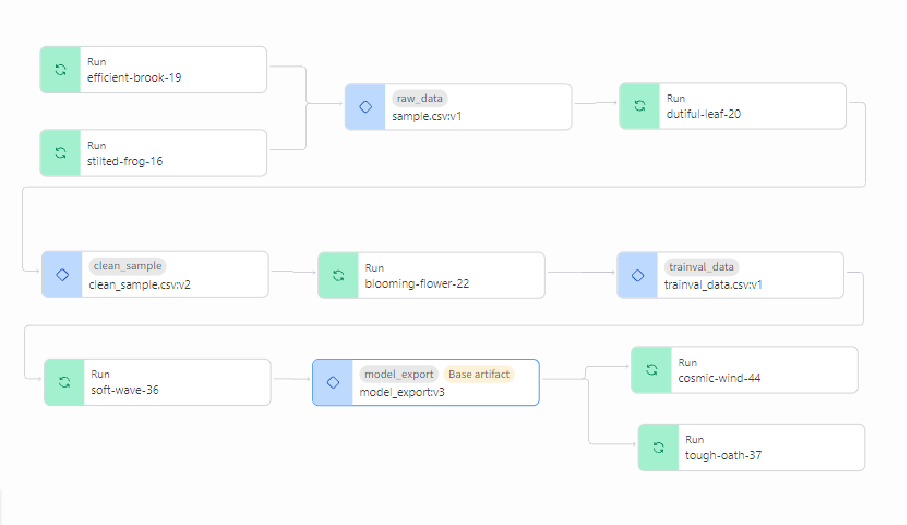 Run
efficient-brook-19
raw_data
sample.csv:v1
Run
dutiful-leaf-20
Run
stilted-frog-16
clean_sample
clean_sample.csv:v2
Run
blooming-flower-22
trainval_data
trainval_data.csv:v1
Run
soft-wave-36
model_export Base artifact
model_export:v3
Run
cosmic-wind-44
Run
tough-oath-37